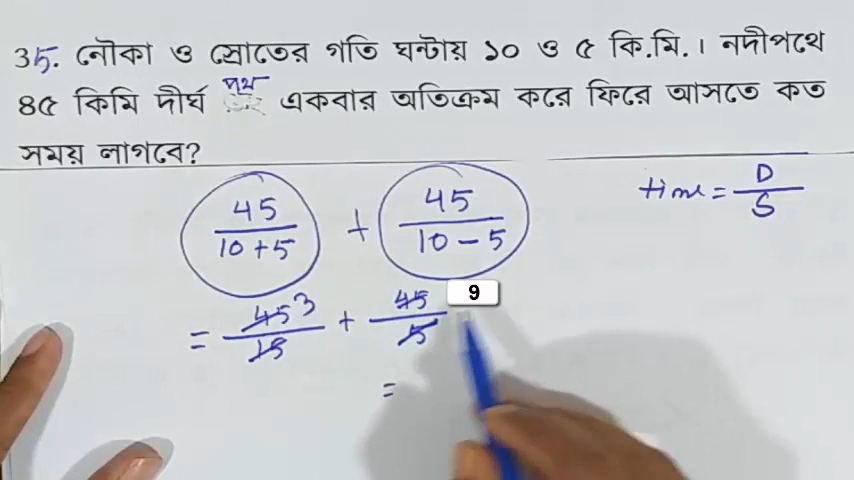 35. নৌকা ও স্রোতের গতি ঘন্টায় ১০ ও ৫ কি.মি.। নদীপথে
৪৫ কিমি দীর্ঘ পথ একবার অতিক্রম করে ফিরে আসতে কত
সময় লাগবে?
45/10+5 + 45/10-5
time = D/S
= 45 3/15 + 45 9/5
=